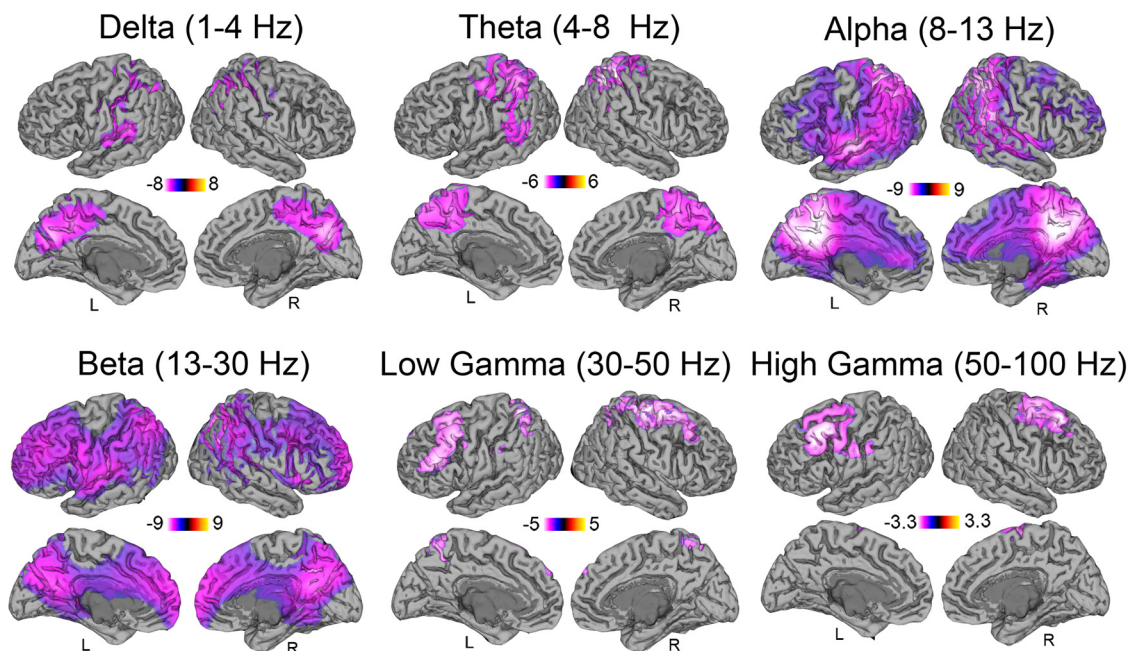 Delta (1-4 Hz)
Theta (4-8 Hz)
Alpha (8-13 Hz)
-8 8
-6 6
-9 9
L R
L R
L R
Beta (13-30 Hz)
Low Gamma (30-50 Hz)
High Gamma (50-100 Hz)
-9 9
-5 5
-3.3 3.3
L R
L R
L R